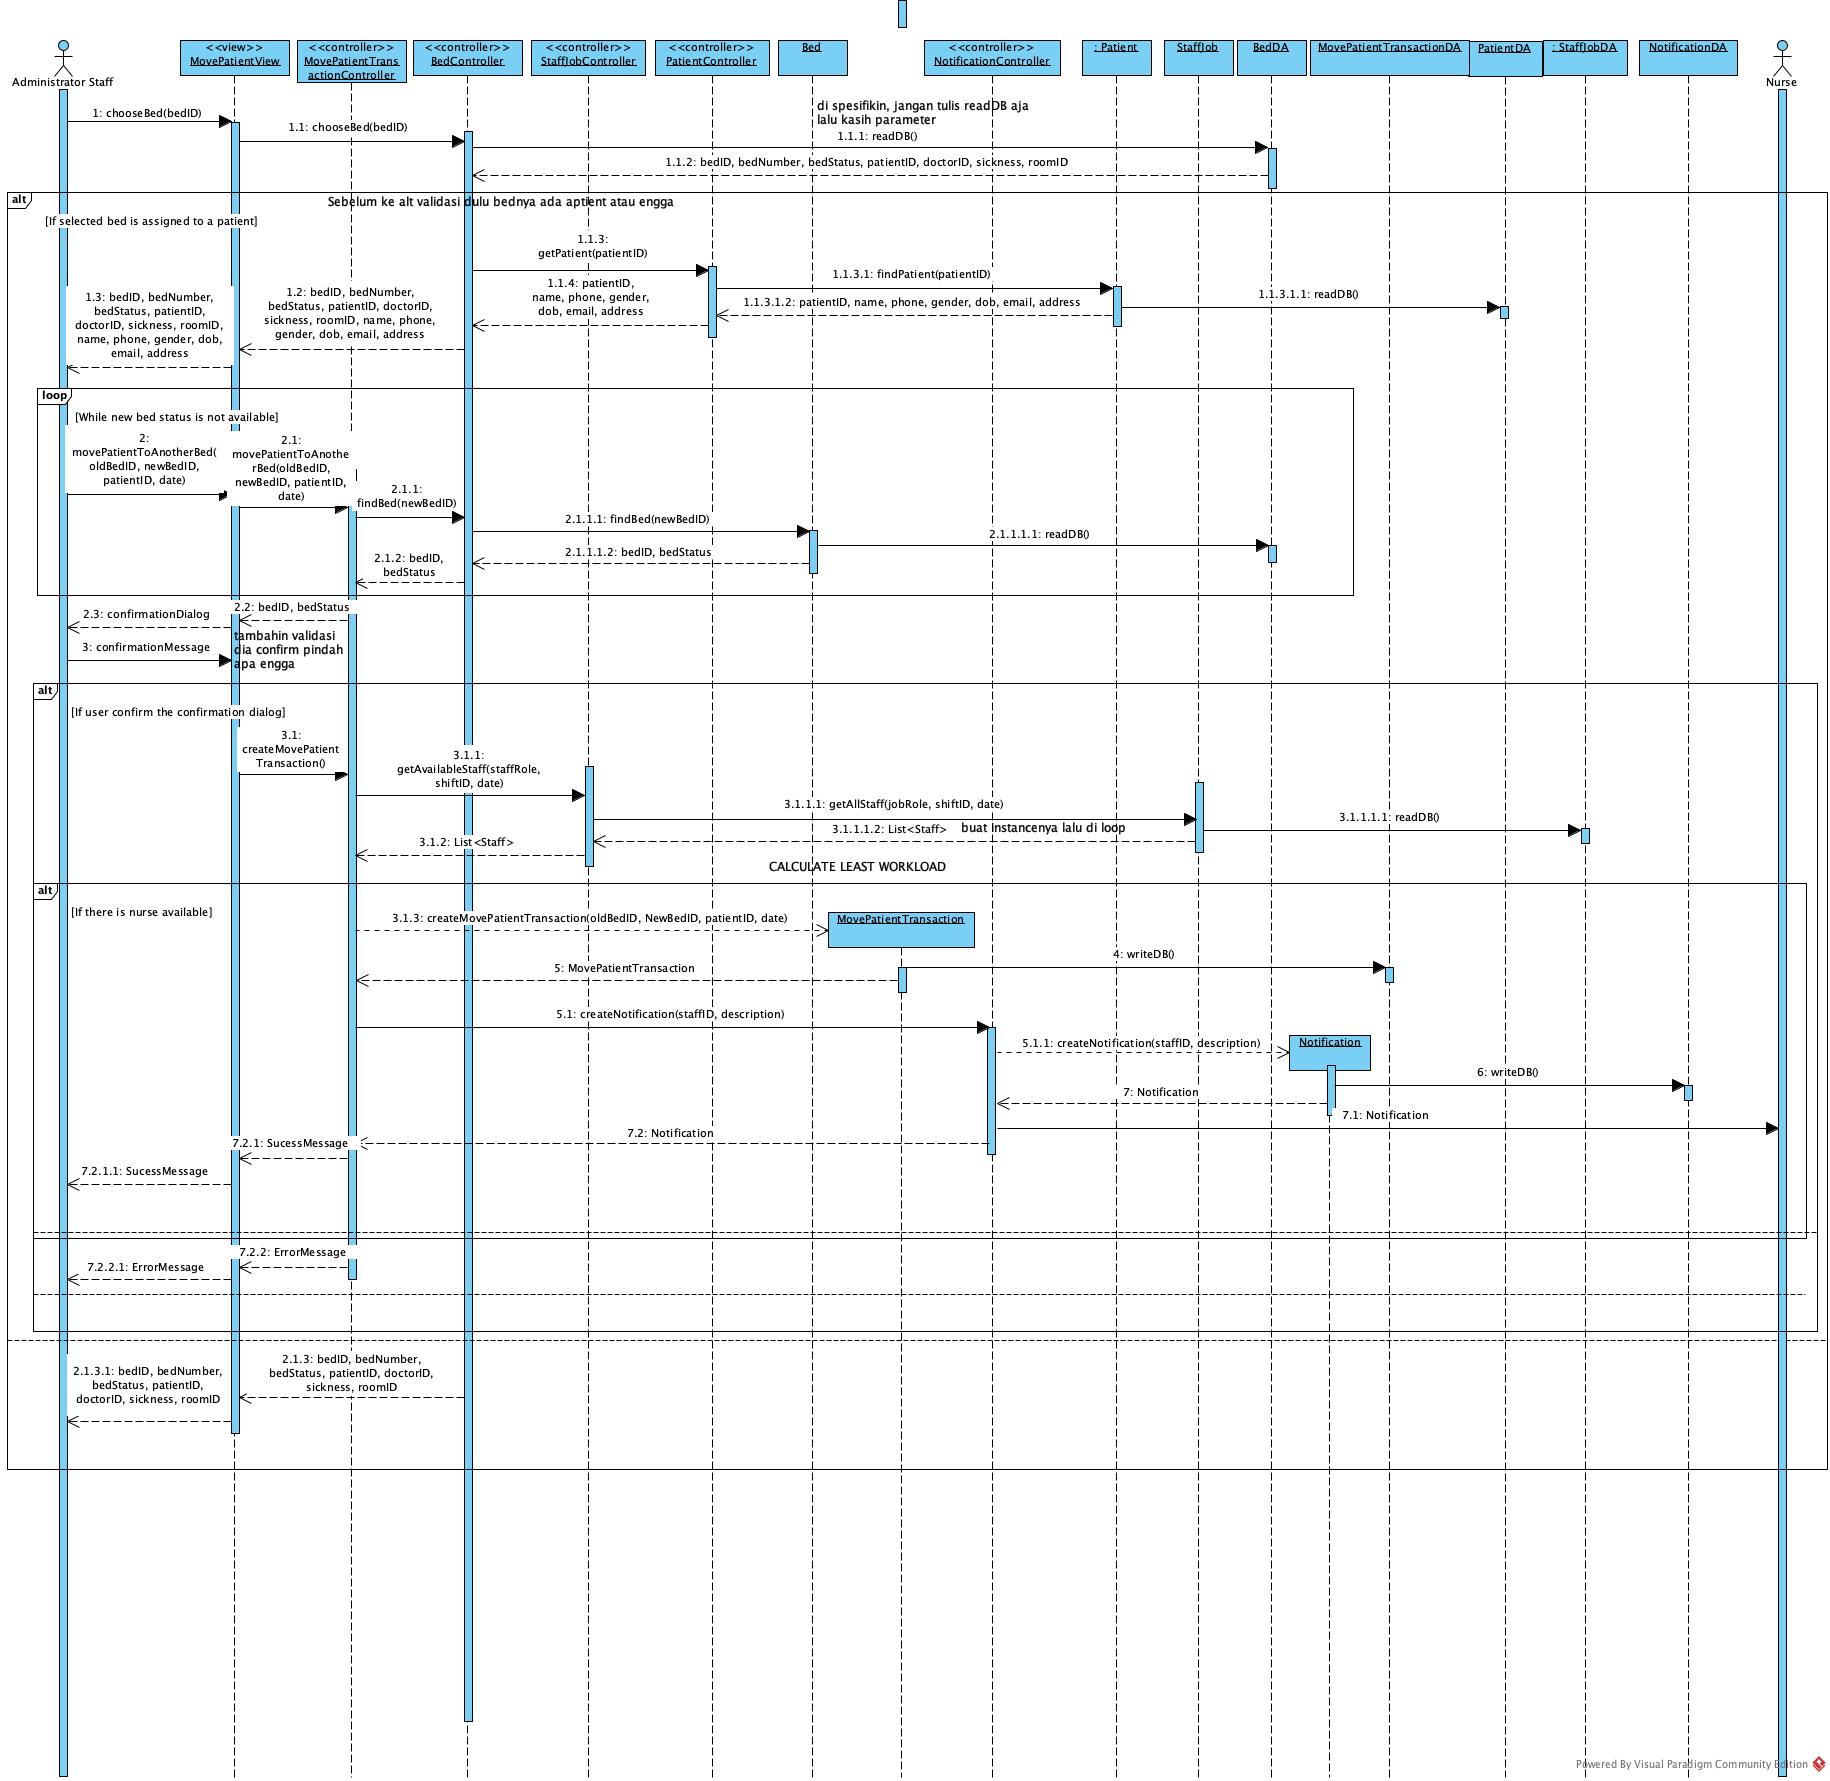 Administrator Staff
<<view>>
MovePatientView
<<controller>>
MovePatientTrans
actionController
<<controller>>
BedController
<<controller>>
StaffJobController
<<controller>>
PatientController
Bed
<<controller>>
NotificationController
: Patient
StaffJob
BedDA
MovePatientTransactionDA
PatientDA
: StaffJobDA
NotificationDA
Nurse
1: chooseBed(bedID)
1.1: chooseBed(bedID)
di spesifikin, jangan tulis readDB aja
lalu kasih parameter
1.1.1: readDB()
1.1.2: bedID, bedNumber, bedStatus, patientID, doctorID, sickness, roomID
alt
Sebelum ke alt validasi dulu bednya ada aptient atau engga
[If selected bed is assigned to a patient]
1.1.3:
getPatient(patientID)
1.1.3.1: findPatient(patientID)
1.1.3.1.1: readDB()
1.1.3.1.2: patientID, name, phone, gender, dob, email, address
1.1.4: patientID,
name, phone, gender,
dob, email, address
1.2: bedID, bedNumber,
bedStatus, patientID, doctorID,
sickness, roomID, name, phone,
gender, dob, email, address
1.3: bedID, bedNumber,
bedStatus, patientID,
doctorID, sickness, roomID,
name, phone, gender, dob,
email, address
loop
[While new bed status is not available]
2:
movePatientToAnotherBed(
oldBedID, newBedID,
patientID, date)
2.1:
movePatientToAnothe
rBed(oldBedID,
newBedID, patientID,
date)
2.1.1:
findBed(newBedID)
2.1.1.1: findBed(newBedID)
2.1.1.1.1: readDB()
2.1.1.1.2: bedID, bedStatus
2.1.2: bedID,
bedStatus
2.2: bedID, bedStatus
2.3: confirmationDialog
tambahin validasi
dia confirm pindah
apa engga
3: confirmationMessage
alt
[If user confirm the confirmation dialog]
3.1:
createMovePatient
Transaction()
3.1.1:
getAvailableStaff(staffRole,
shiftID, date)
3.1.1.1: getAllStaff(jobRole, shiftID, date)
3.1.1.1.1: readDB()
3.1.1.1.2: List<Staff>
buat instancenya lalu di loop
3.1.2: List<Staff>
CALCULATE LEAST WORKLOAD
alt
[If there is nurse available]
3.1.3: createMovePatientTransaction(oldBedID, NewBedID, patientID, date)
MovePatientTransaction
4: writeDB()
5: MovePatientTransaction
5.1: createNotification(staffID, description)
5.1.1: createNotification(staffID, description)
Notification
6: writeDB()
7: Notification
7.1: Notification
7.2: Notification
7.2.1: SucessMessage
7.2.1.1: SucessMessage
7.2.2: ErrorMessage
7.2.2.1: ErrorMessage
2.1.3: bedID, bedNumber,
bedStatus, patientID, doctorID,
sickness, roomID
2.1.3.1: bedID, bedNumber,
bedStatus, patientID,
doctorID, sickness, roomID
Powered By Visual Paradigm Community Edition